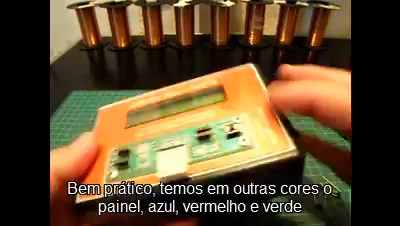 Bem prático, temos em outras cores o
painel, azul, vermelho e verde